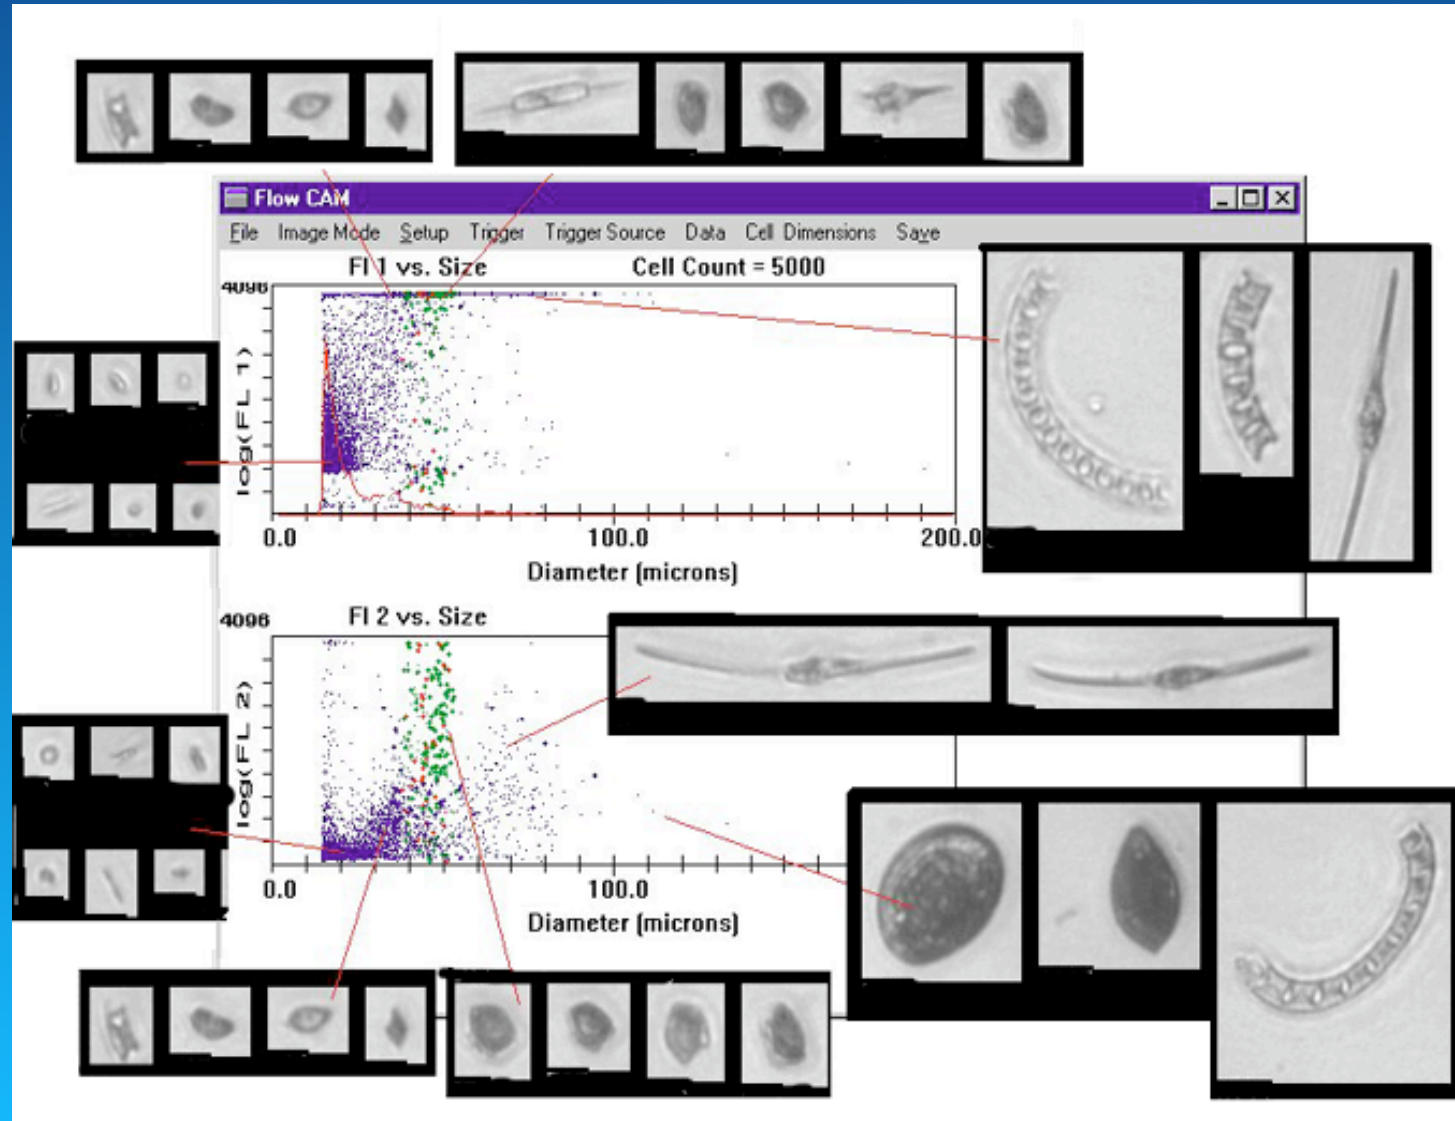 Flow CAM
File Image Mode Setup Trigger Trigger Source Data Cell Dimensions Save
Fl 1 vs. Size Cell Count = 5000
4096
log(FL 1)
0.0 100.0 200.0
Diameter (microns)
Fl 2 vs. Size
4096
log(FL 2)
0.0 100.0
Diameter (microns)